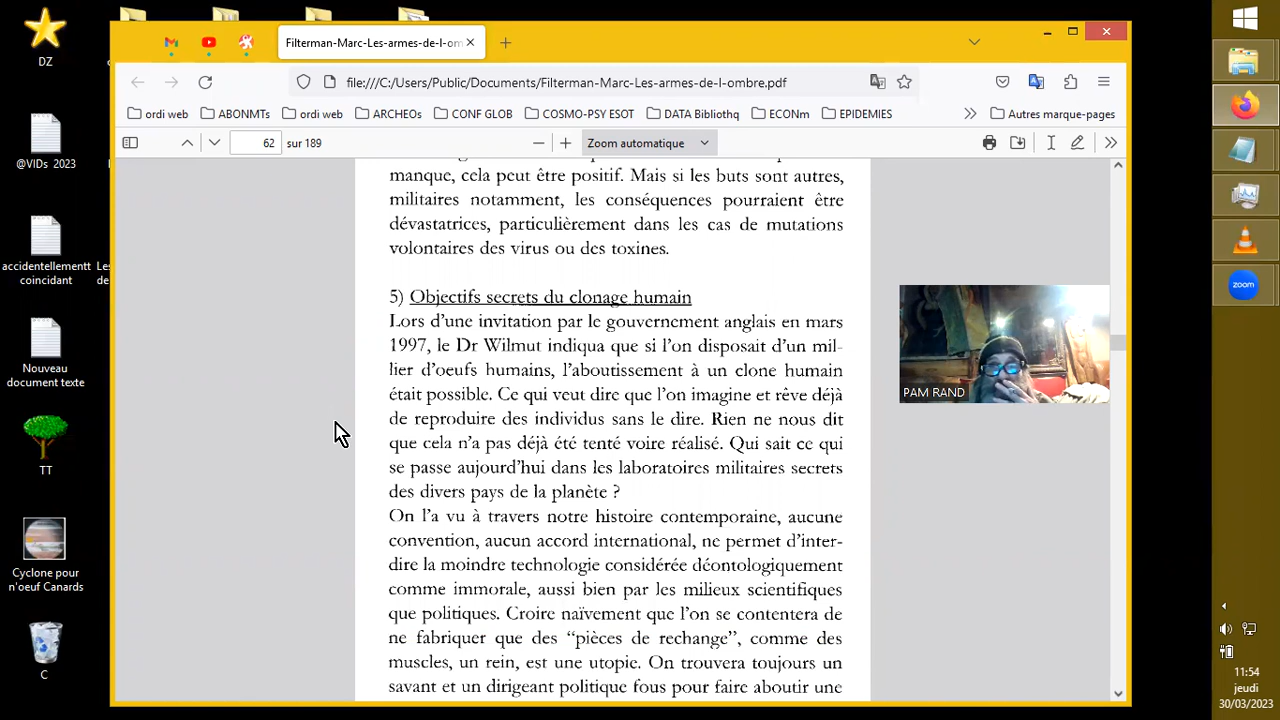 DZ
@VIDs_2023
accidentellementt
coincidant
Les
de
Nouveau
document texte
TT
Cyclone pour
n'oeuf Canards
C
Filterman-Marc-Les-armes-de-l-om
file:///C:/Users/Public/Documents/Filterman-Marc-Les-armes-de-l-ombre.pdf
ordi web
ABONMTs
ordi web
ARCHEOs
CONF GLOB
COSMO-PSY ESOT
DATA Bibliothq
ECONm
EPIDEMIES
Autres marque-pages
62 sur 189
Zoom automatique
manque, cela peut être positif. Mais si les buts sont autres,
militaires notamment, les conséquences pourraient être
dévastatrices, particulièrement dans les cas de mutations
volontaires des virus ou des toxines.
5) Objectifs secrets du clonage humain
Lors d'une invitation par le gouvernement anglais en mars
1997, le Dr Wilmut indiqua que si l'on disposait d'un mil-
lier d'oeufs humains, l'aboutissement à un clone humain
était possible. Ce qui veut dire que l'on imagine et rêve déjà
de reproduire des individus sans le dire. Rien ne nous dit
que cela n'a pas déjà été tenté voire réalisé. Qui sait ce qui
se passe aujourd'hui dans les laboratoires militaires secrets
des divers pays de la planète ?
On l'a vu à travers notre histoire contemporaine, aucune
convention, aucun accord international, ne permet d'inter-
dire la moindre technologie considérée déontologiquement
comme immorale, aussi bien par les milieux scientifiques
que politiques. Croire naïvement que l'on se contentera de
ne fabriquer que des “pièces de rechange”, comme des
muscles, un rein, est une utopie. On trouvera toujours un
savant et un dirigeant politique fous pour faire aboutir une
PAM RAND
zoom
11:54
jeudi
30/03/2023